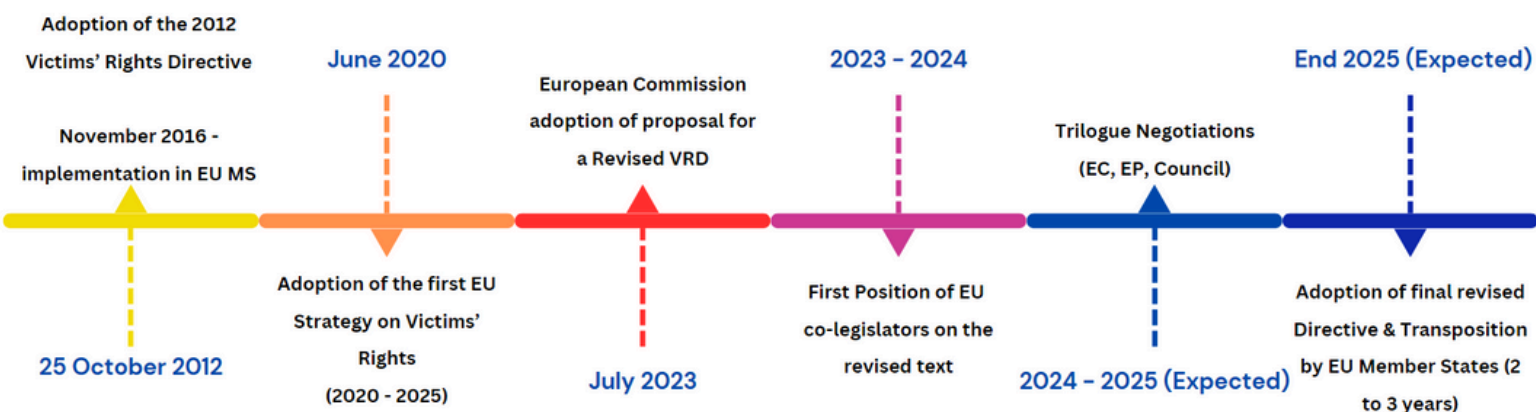 Adoption of the 2012
Victims’ Rights Directive
November 2016 -
implementation in EU MS
25 October 2012
June 2020
Adoption of the first EU
Strategy on Victims’
Rights
(2020 - 2025)
European Commission
adoption of proposal for
a Revised VRD
July 2023
2023 – 2024
First Position of EU
co-legislators on the
revised text
Trilogue Negotiations
(EC, EP, Council)
2024 – 2025 (Expected)
End 2025 (Expected)
Adoption of final revised
Directive & Transposition
by EU Member States (2
to 3 years)